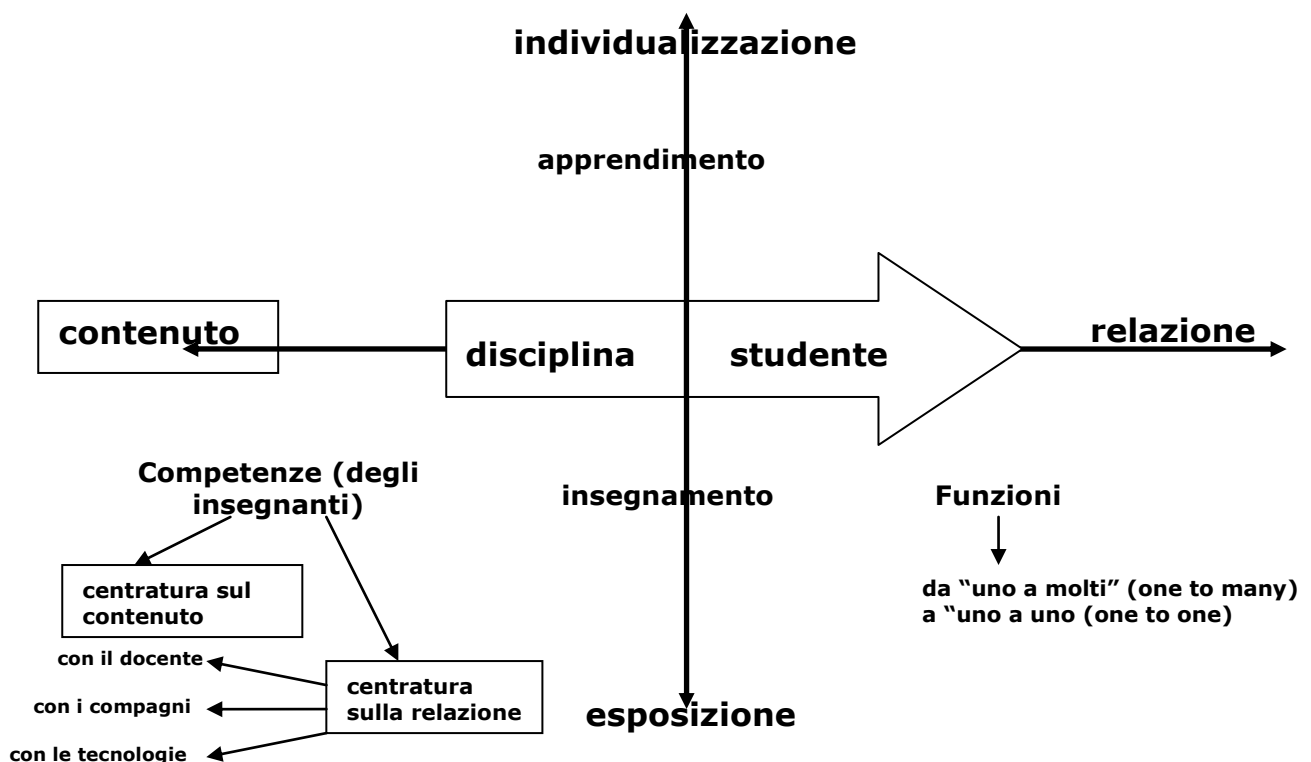 individualizzazione
apprendimento
contenuto
disciplina
studente
relazione
Competenze (degli
insegnanti)
insegnamento
Funzioni
centratura sul
contenuto
da “uno a molti” (one to many)
a “uno a uno (one to one)
con il docente
centratura
sulla relazione
con i compagni
esposizione
con le tecnologie